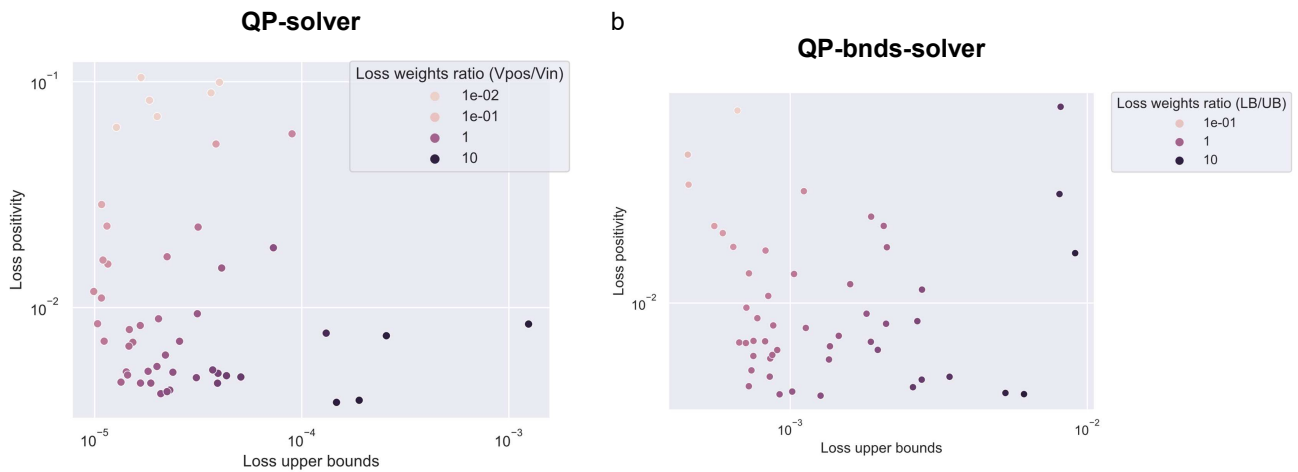 QP-solver
Loss weights ratio (Vpos/Vin)
1e-02
1e-01
1
10
10⁻¹
10⁻²
Loss positivity
10⁻⁵
10⁻⁴
10⁻³
Loss upper bounds
b
QP-bnds-solver
Loss weights ratio (LB/UB)
1e-01
1
10
10⁻²
Loss positivity
10⁻³
10⁻²
Loss upper bounds